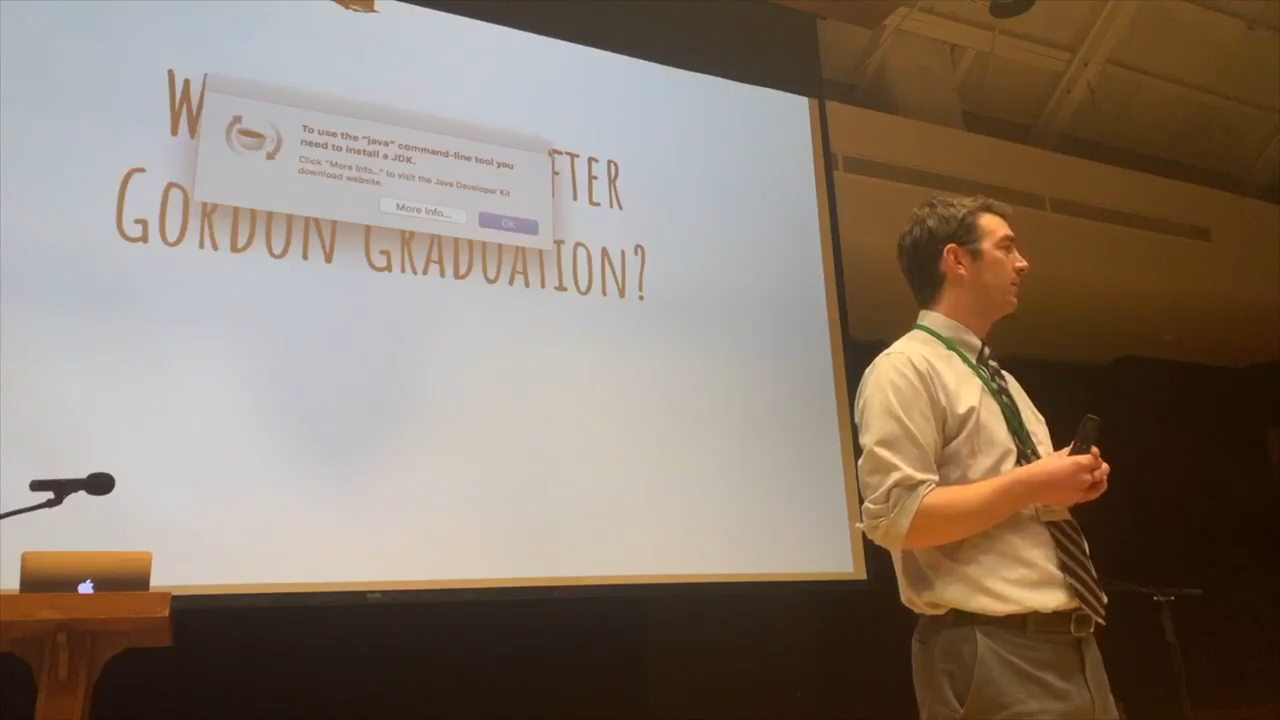 W
FTER
GORDON GRADUATION?
To use the "java" command-line tool you
need to install a JDK.
Click "More Info..." to visit the Java Developer Kit
download website.
More Info...
OK